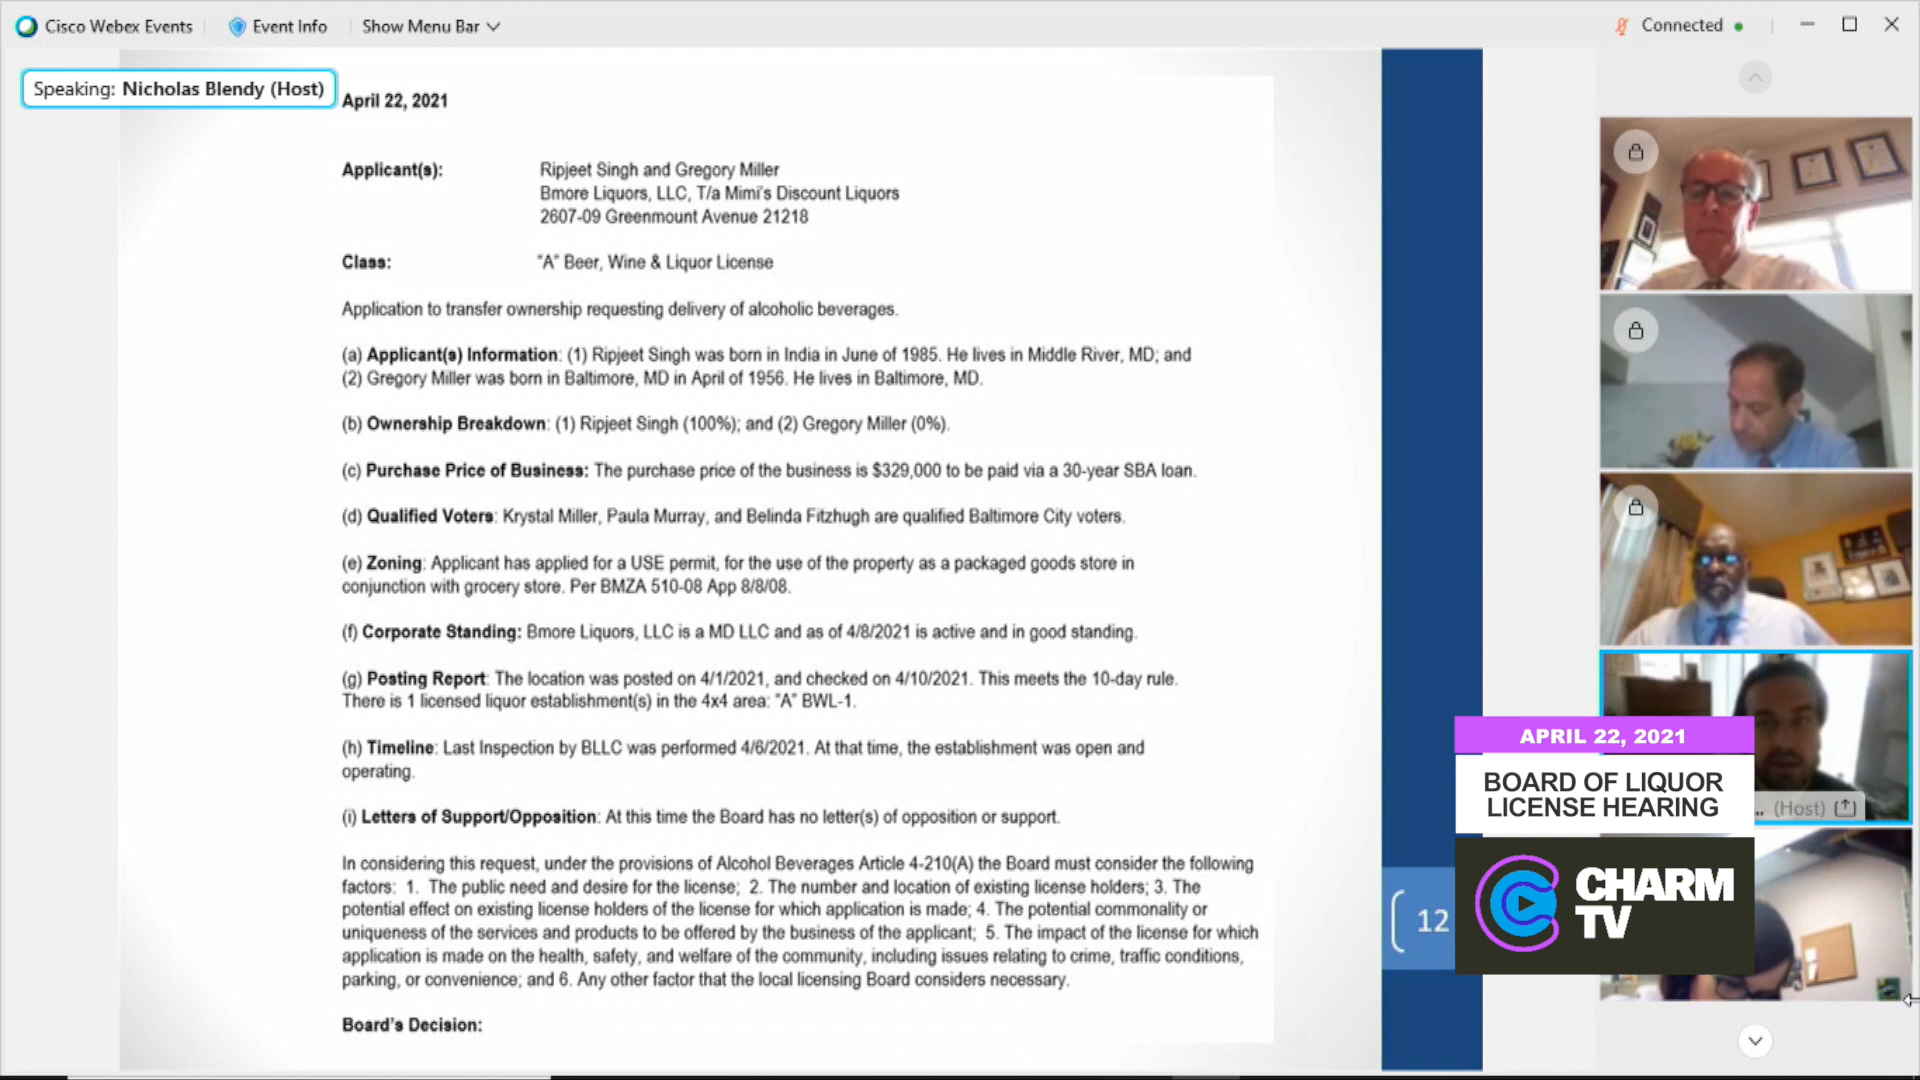 Cisco Webex Events
Event Info
Show Menu Bar
Connected
Speaking: Nicholas Blendy (Host)
April 22, 2021
Applicant(s):
Ripjeet Singh and Gregory Miller
Bmore Liquors, LLC, T/a Mimi's Discount Liquors
2607-09 Greenmount Avenue 21218
Class:
"A" Beer, Wine & Liquor License
Application to transfer ownership requesting delivery of alcoholic beverages.
(a) Applicant(s) Information: (1) Ripjeet Singh was born in India in June of 1985. He lives in Middle River, MD; and
(2) Gregory Miller was born in Baltimore, MD in April of 1956. He lives in Baltimore, MD.
(b) Ownership Breakdown: (1) Ripjeet Singh (100%); and (2) Gregory Miller (0%).
(c) Purchase Price of Business: The purchase price of the business is $329,000 to be paid via a 30-year SBA loan.
(d) Qualified Voters: Krystal Miller, Paula Murray, and Belinda Fitzhugh are qualified Baltimore City voters.
(e) Zoning: Applicant has applied for a USE permit, for the use of the property as a packaged goods store in
conjunction with grocery store. Per BMZA 510-08 App 8/8/08.
(f) Corporate Standing: Bmore Liquors, LLC is a MD LLC and as of 4/8/2021 is active and in good standing.
(g) Posting Report: The location was posted on 4/1/2021, and checked on 4/10/2021. This meets the 10-day rule.
There is 1 licensed liquor establishment(s) in the 4x4 area: "A" BWL-1.
(h) Timeline: Last Inspection by BLLC was performed 4/6/2021. At that time, the establishment was open and
operating.
(i) Letters of Support/Opposition: At this time the Board has no letter(s) of opposition or support.
In considering this request, under the provisions of Alcohol Beverages Article 4-210(A) the Board must consider the following
factors: 1. The public need and desire for the license; 2. The number and location of existing license holders; 3. The
potential effect on existing license holders of the license for which application is made; 4. The potential commonality or
uniqueness of the services and products to be offered by the business of the applicant; 5. The impact of the license for which
application is made on the health, safety, and welfare of the community, including issues relating to crime, traffic conditions,
parking, or convenience; and 6. Any other factor that the local licensing Board considers necessary.
Board's Decision:
12
.. (Host)
APRIL 22, 2021
BOARD OF LIQUOR
LICENSE HEARING
CHARM
TV